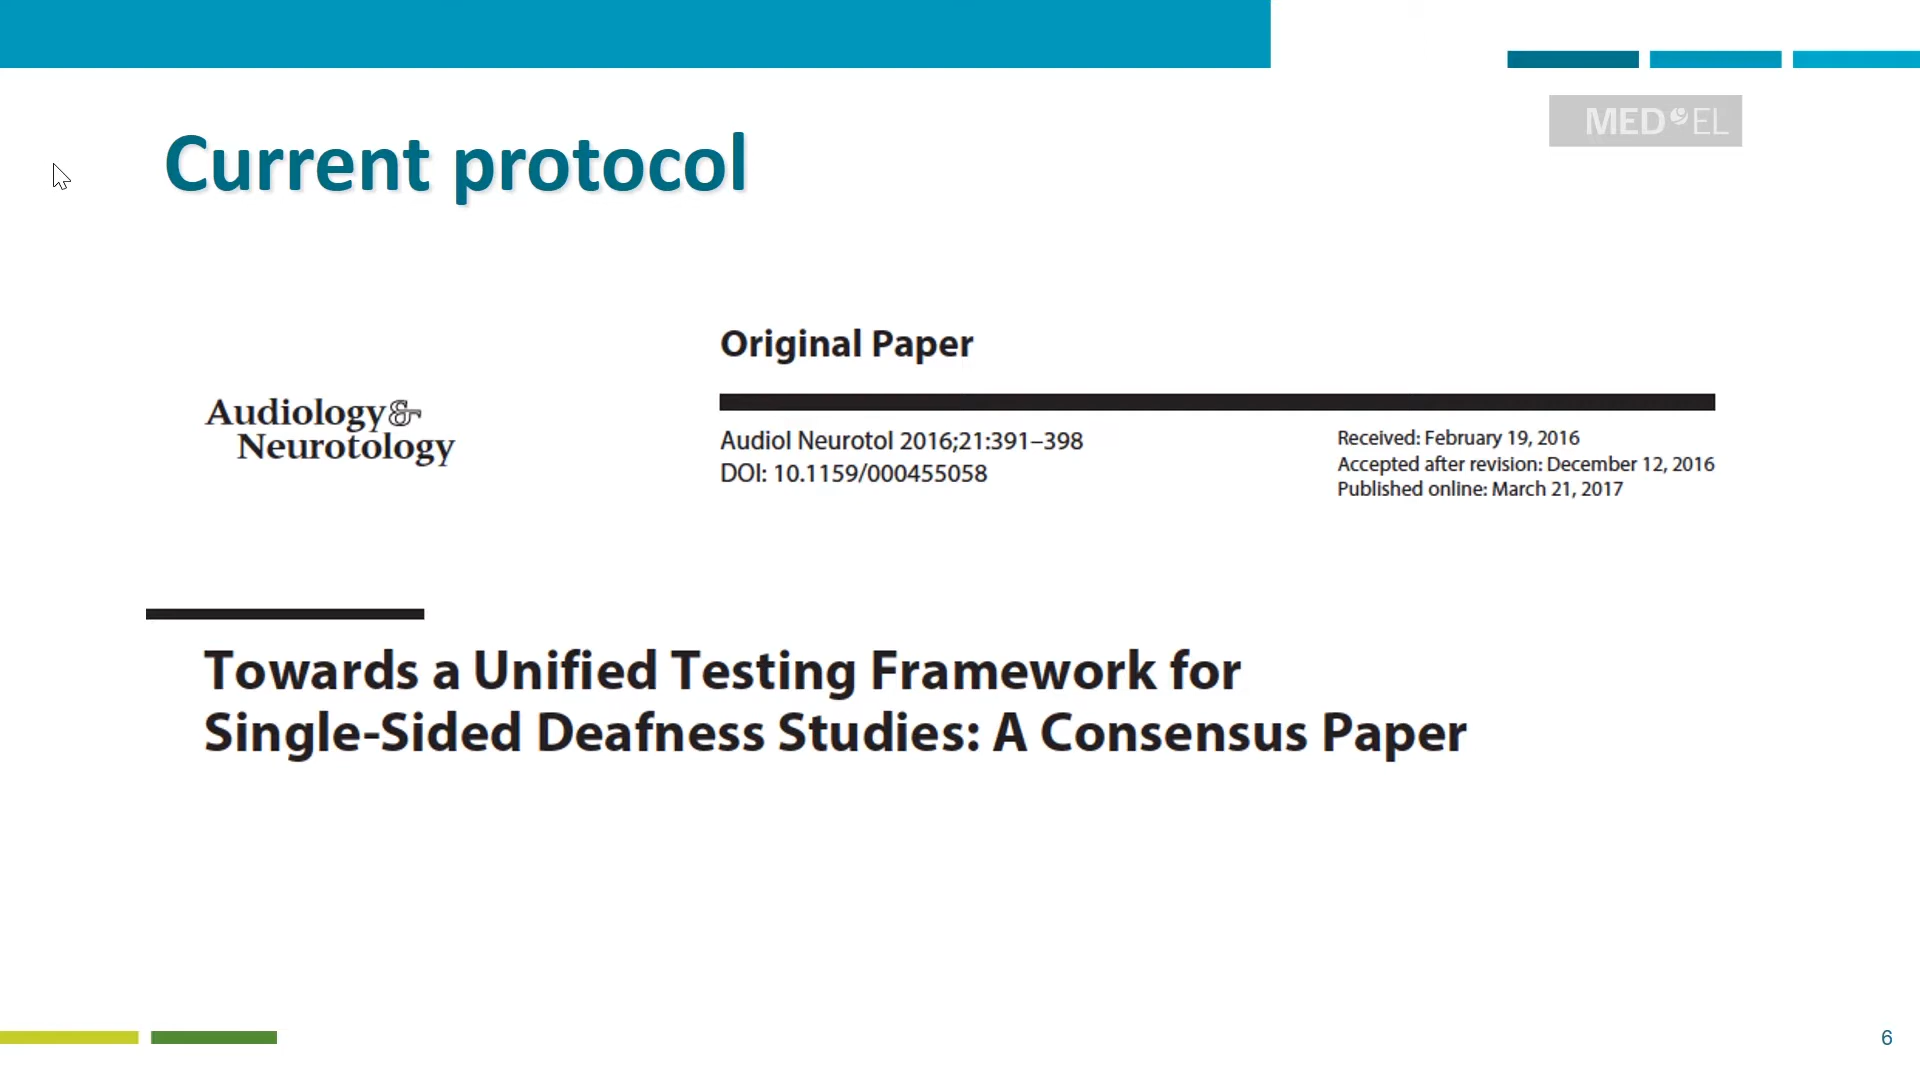 MED EL
Current protocol
Original Paper
Audiology&
Neurotology
Audiol Neurotol 2016;21:391–398
DOI: 10.1159/000455058
Received: February 19, 2016
Accepted after revision: December 12, 2016
Published online: March 21, 2017
Towards a Unified Testing Framework for
Single-Sided Deafness Studies: A Consensus Paper
6